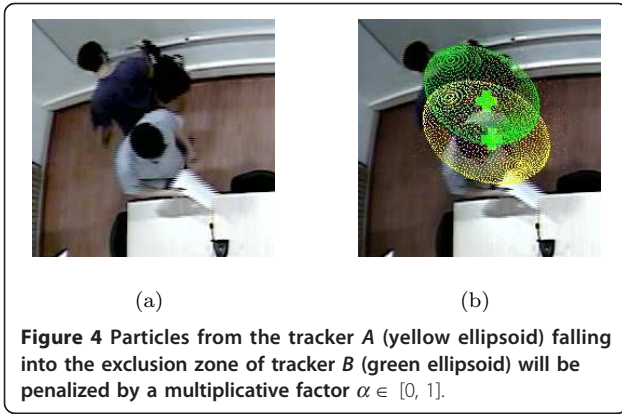 (a)
(b)
Figure 4 Particles from the tracker A (yellow ellipsoid) falling
into the exclusion zone of tracker B (green ellipsoid) will be
penalized by a multiplicative factor α ∈ [0, 1].